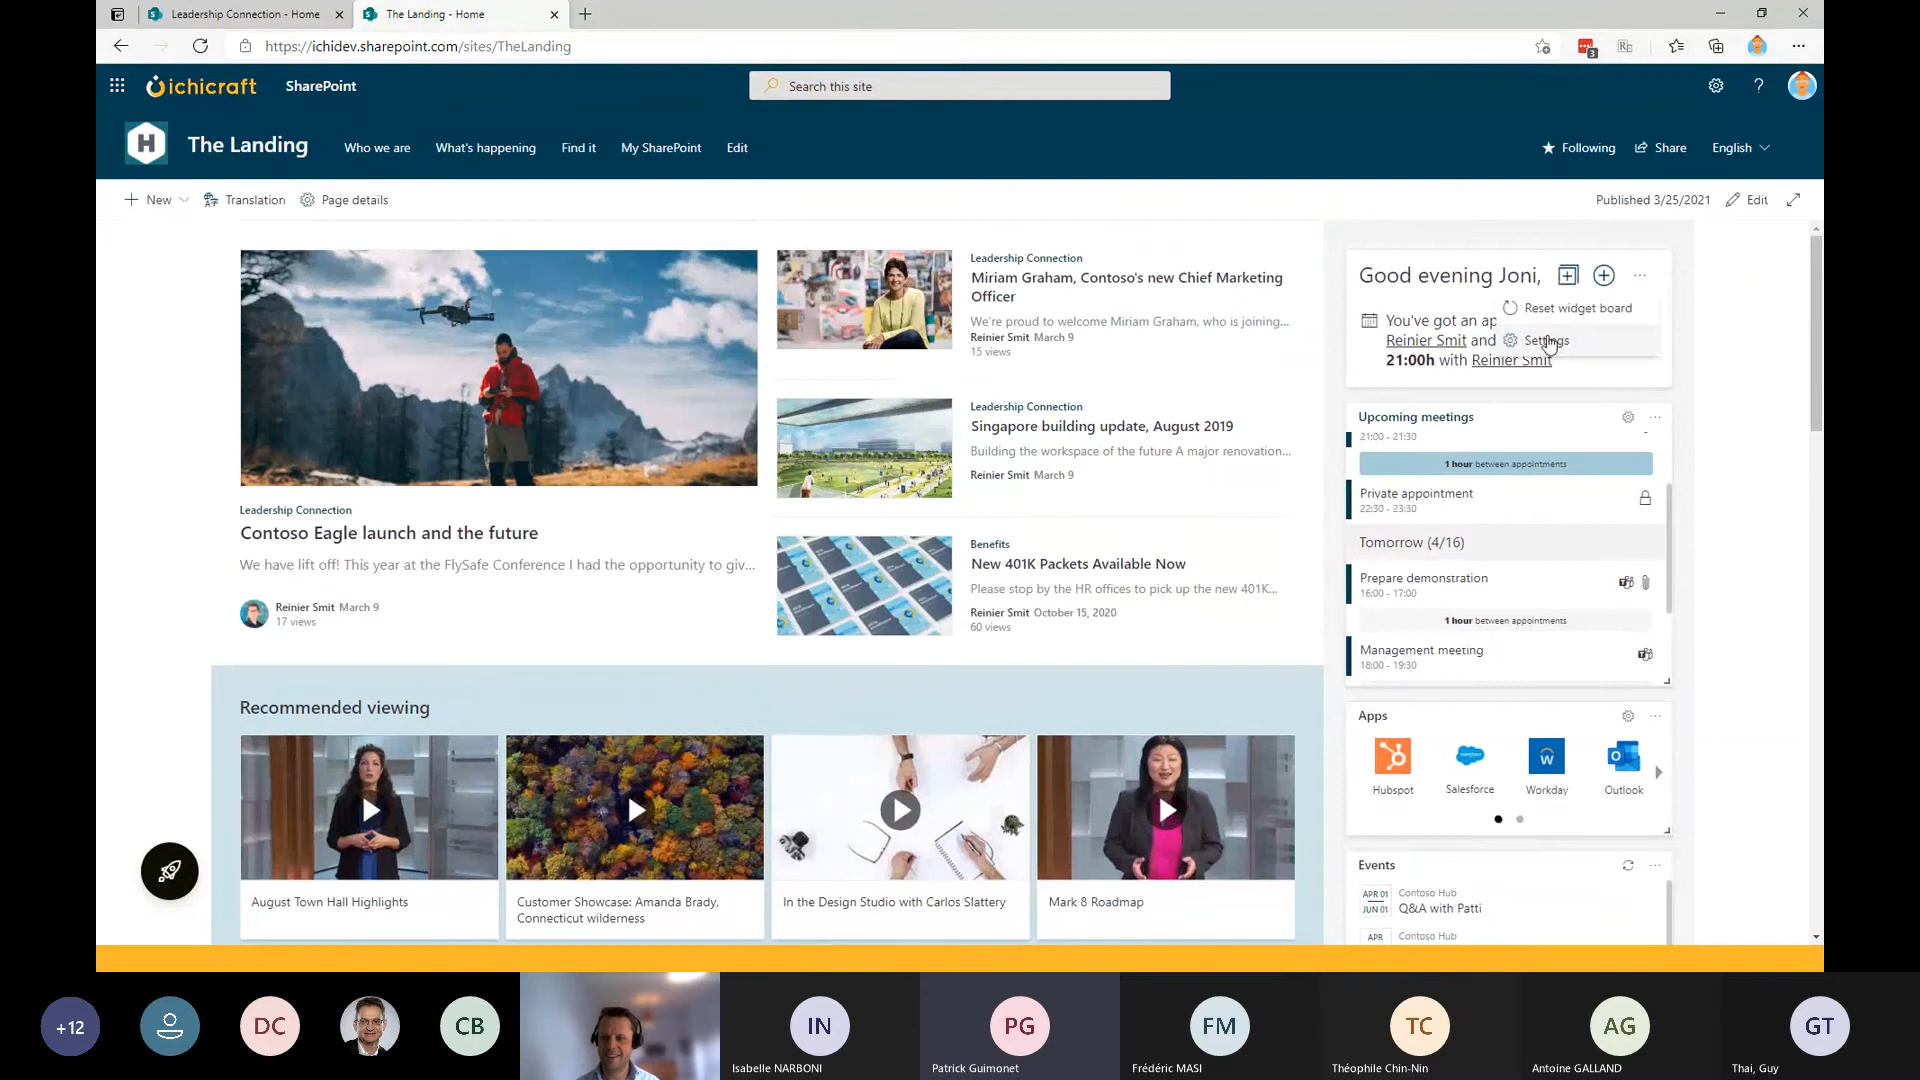 Leadership Connection - Home
The Landing - Home
https://ichidev.sharepoint.com/sites/TheLanding
3
ichicraft
SharePoint
Search this site
?
H
The Landing
Who we are
What's happening
Find it
My SharePoint
Edit
Following
Share
English
New
Translation
Page details
Published 3/25/2021
Edit
Leadership Connection
Contoso Eagle launch and the future
We have lift off! This year at the FlySafe Conference I had the opportunity to giv...
Reinier Smit March 9
17 views
Leadership Connection
Miriam Graham, Contoso's new Chief Marketing
Officer
We're proud to welcome Miriam Graham, who is joining...
Reinier Smit March 9
15 views
Leadership Connection
Singapore building update, August 2019
Building the workspace of the future A major renovation...
Reinier Smit March 9
Benefits
New 401K Packets Available Now
Please stop by the HR offices to pick up the new 401K...
Reinier Smit October 15, 2020
60 views
Recommended viewing
August Town Hall Highlights
Customer Showcase: Amanda Brady,
Connecticut wilderness
In the Design Studio with Carlos Slattery
Mark 8 Roadmap
Good evening Joni,
Reset widget board
Settings
You've got an ap
Reinier Smit and
21:00h with Reinier Smit
Upcoming meetings
21:00 - 21:30
1 hour between appointments
Private appointment
22:30 - 23:30
Tomorrow (4/16)
Prepare demonstration
16:00 - 17:00
1 hour between appointments
Management meeting
18:00 - 19:30
Apps
Hubspot
Salesforce
Workday
Outlook
Events
APR 01
JUN 01
Contoso Hub
Q&A with Patti
APR
Contoso Hub
+12
DC
CB
IN
Isabelle NARBONI
PG
Patrick Guimonet
FM
Frédéric MASI
TC
Théophile Chin-Nin
AG
Antoine GALLAND
GT
Thai, Guy